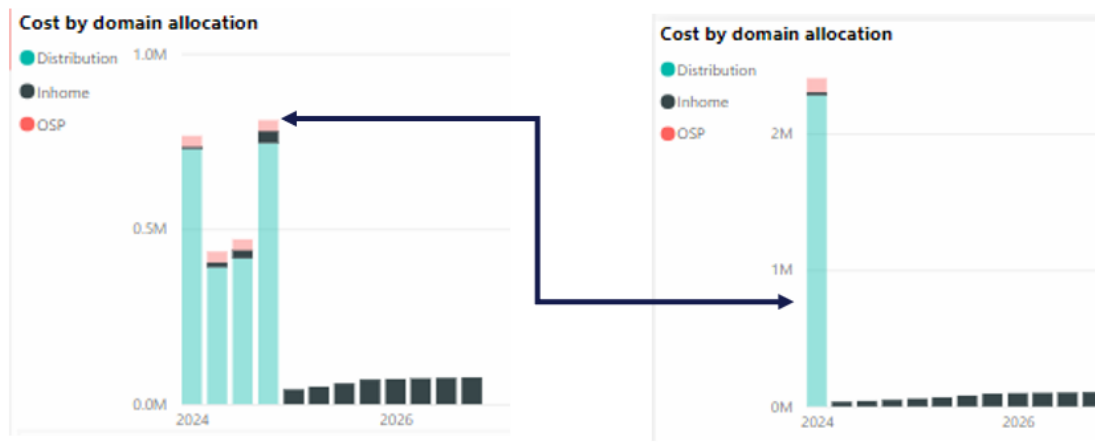 Cost by domain allocation
Distribution
Inhome
OSP
1.0M
0.5M
0.0M
2024
2026
Cost by domain allocation
Distribution
Inhome
OSP
2M
1M
0M
2024
2026